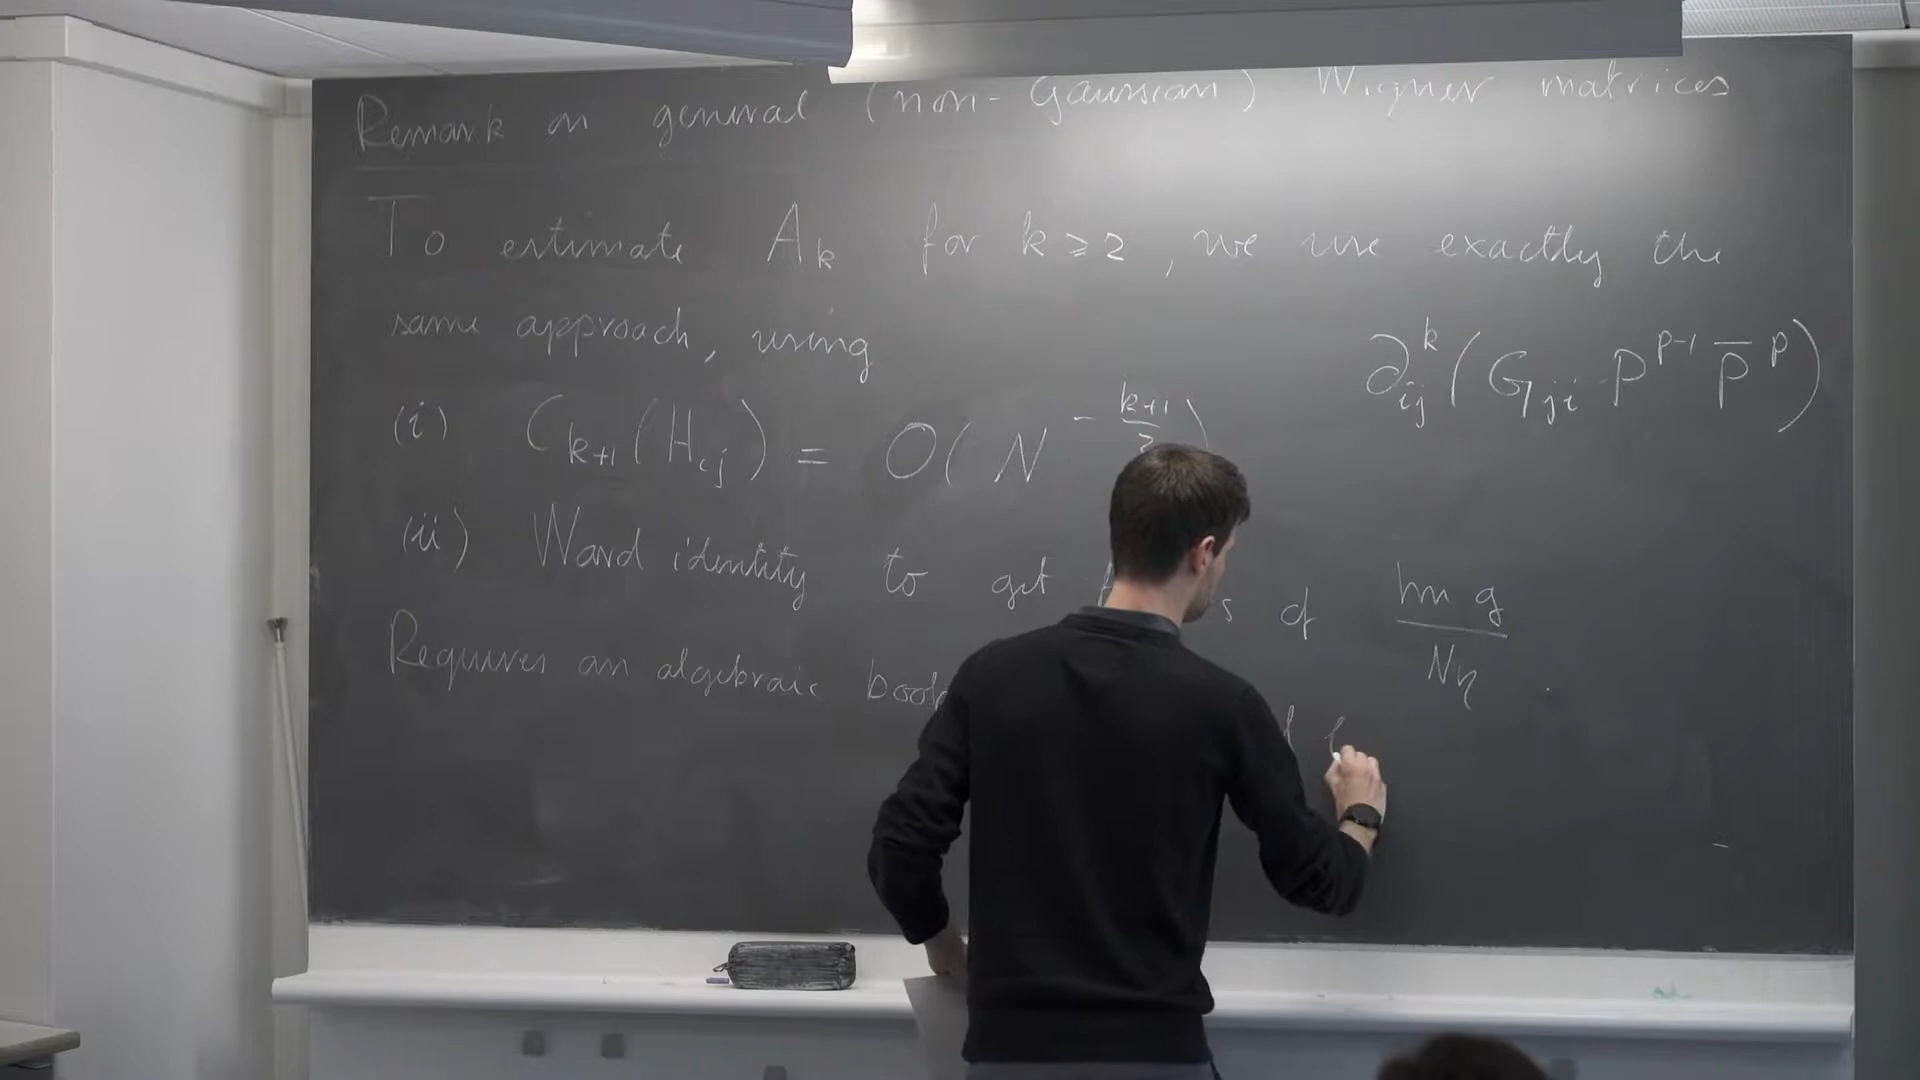 Remark on general (non-Gaussian) Wigner matrices
To estimate A_k for k ≥ 2, we use exactly the
same approach, using
∂_{ij}^k (G_{ji} P^{p-1} \overline{P}^p)
(i) C_{k+1}(H_{ij}) = O(N^{-\frac{k+1}{2}})
(ii) Ward identity to get of \frac{Im g}{Nη}.
Requires an algebraic